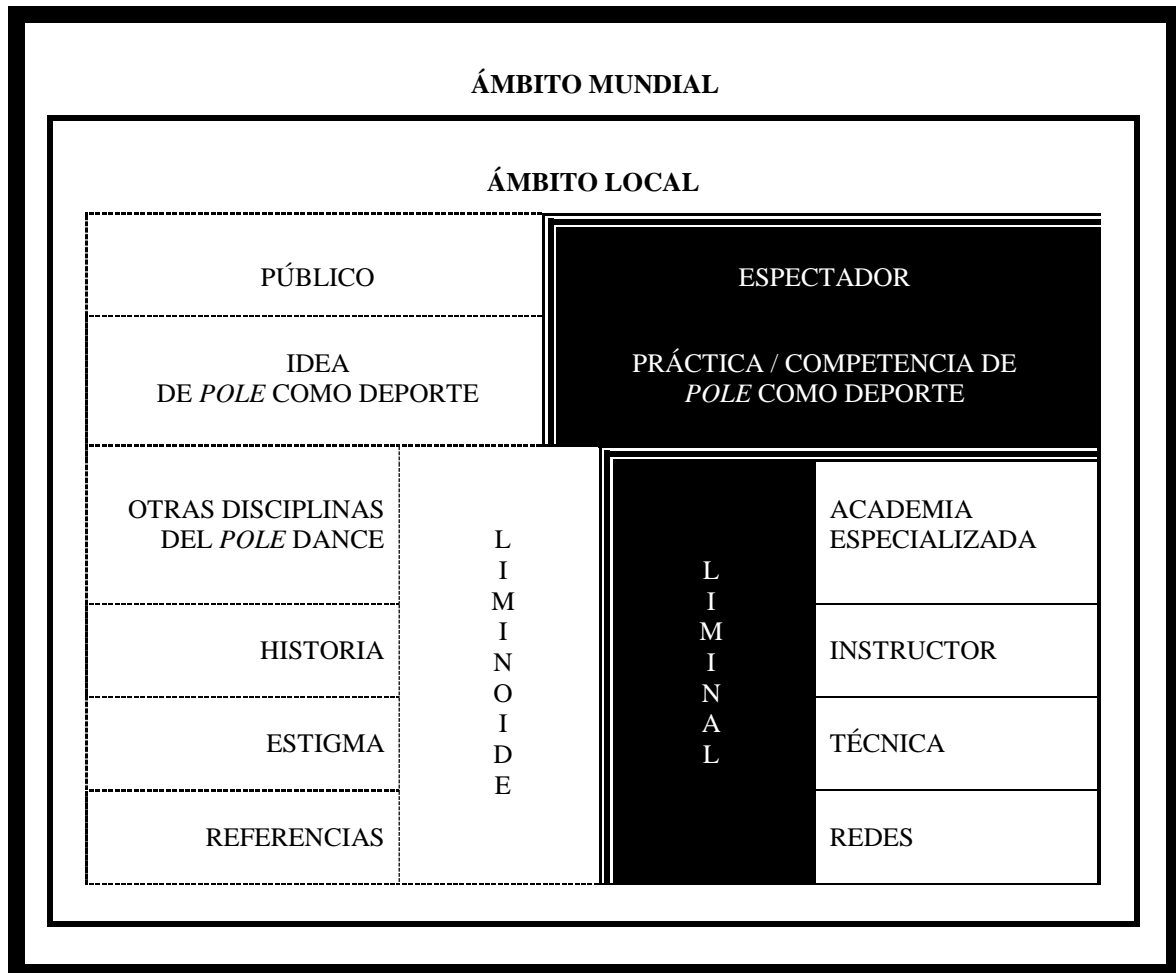 ÁMBITO MUNDIAL
ÁMBITO LOCAL
PÚBLICO
ESPECTADOR
IDEA
DE POLE COMO DEPORTE
PRÁCTICA / COMPETENCIA DE
POLE COMO DEPORTE
OTRAS DISCIPLINAS
DEL POLE DANCE
HISTORIA
ESTIGMA
REFERENCIAS
L
I
M
I
N
O
I
D
E
L
I
M
I
N
A
L
ACADEMIA
ESPECIALIZADA
INSTRUCTOR
TÉCNICA
REDES